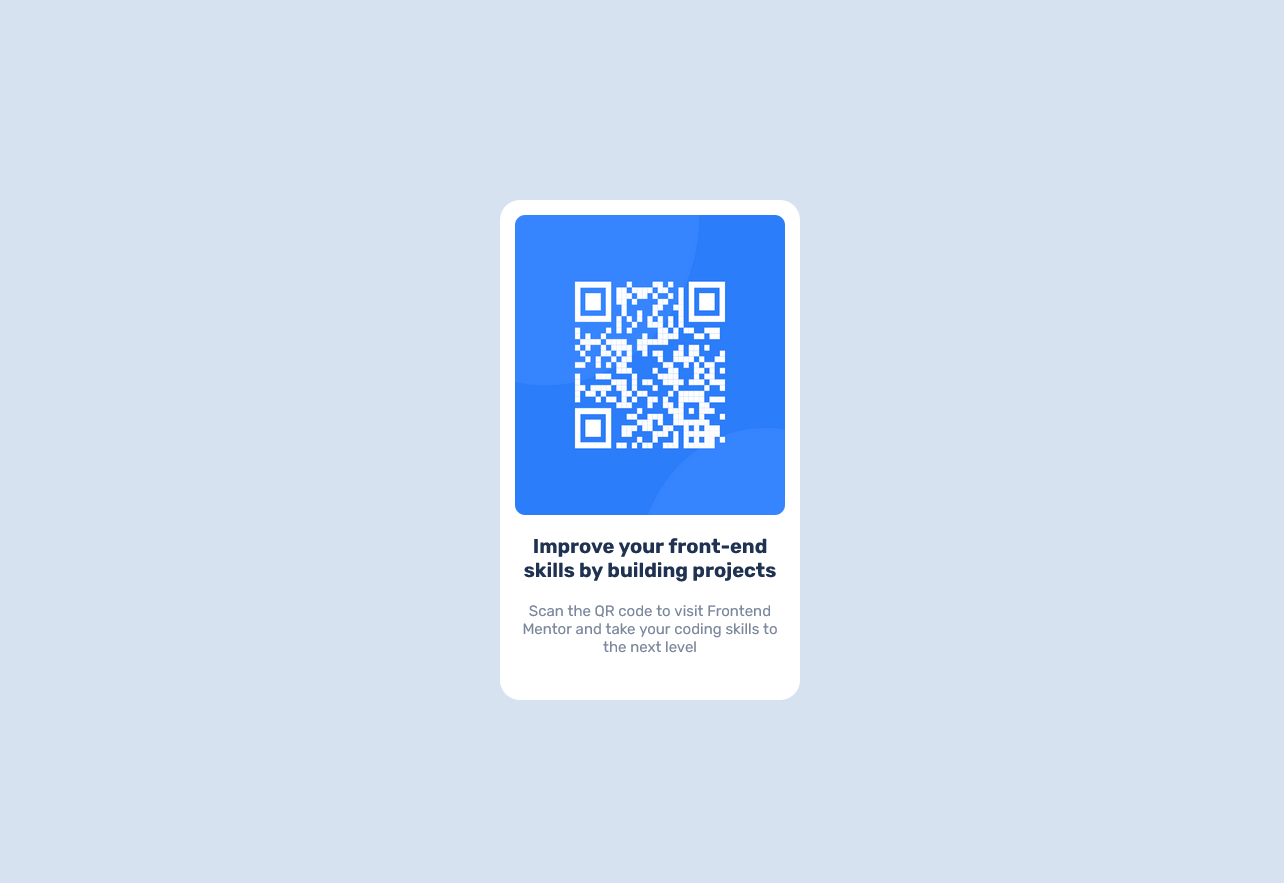 Improve your front-end
skills by building projects
Scan the QR code to visit Frontend
Mentor and take your coding skills to
the next level